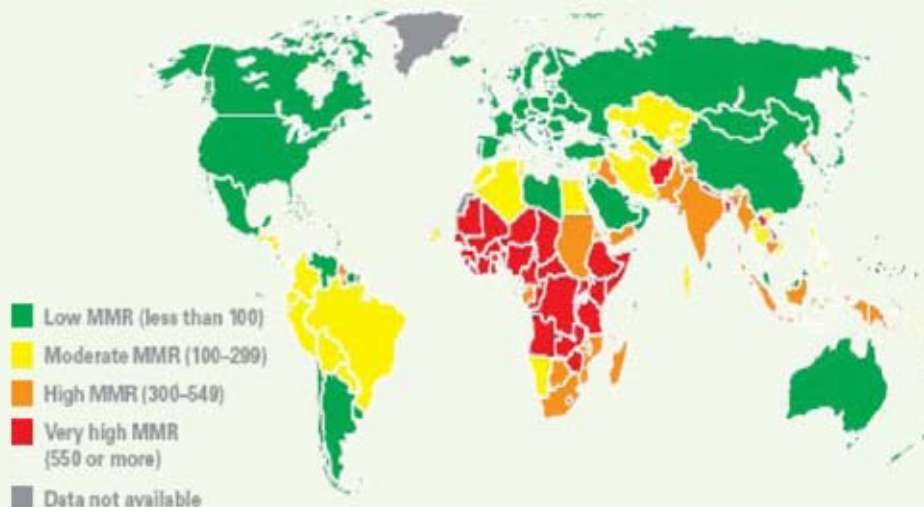 Low MMR (less than 100)
Moderate MMR (100–299)
High MMR (300–549)
Very high MMR
(550 or more)
Data not available